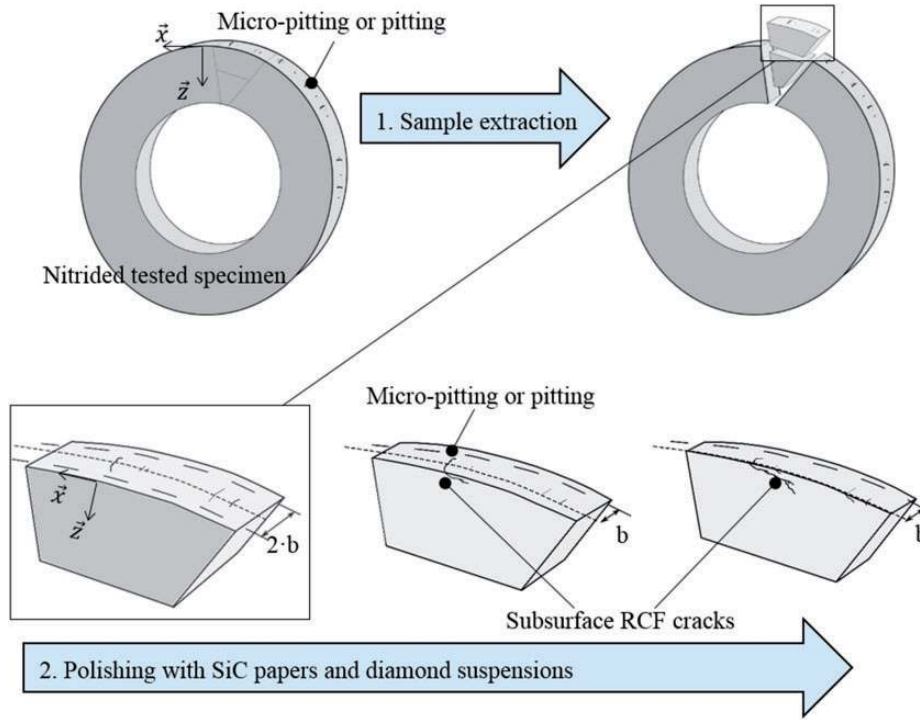 Micro-pitting or pitting
x
z
1. Sample extraction
Nitrided tested specimen
Micro-pitting or pitting
x
z
2·b
b
b
Subsurface RCF cracks
2. Polishing with SiC papers and diamond suspensions